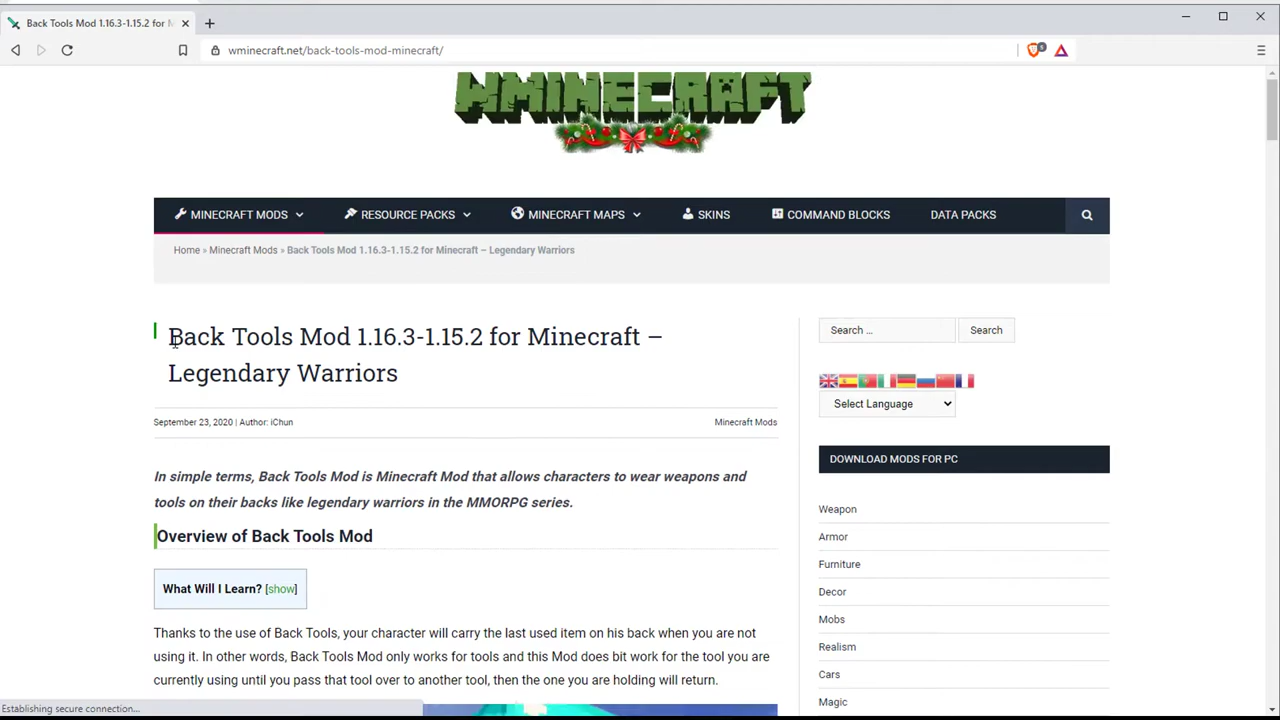 Back Tools Mod 1.16.3-1.15.2 for M
wminecraft.net/back-tools-mod-minecraft/
WMINECRAFT
MINECRAFT MODS RESOURCE PACKS MINECRAFT MAPS SKINS COMMAND BLOCKS DATA PACKS
Home » Minecraft Mods » Back Tools Mod 1.16.3-1.15.2 for Minecraft – Legendary Warriors
Back Tools Mod 1.16.3-1.15.2 for Minecraft –
Legendary Warriors
September 23, 2020 | Author: iChun
Minecraft Mods
In simple terms, Back Tools Mod is Minecraft Mod that allows characters to wear weapons and
tools on their backs like legendary warriors in the MMORPG series.
Overview of Back Tools Mod
What Will I Learn? [show]
Thanks to the use of Back Tools, your character will carry the last used item on his back when you are not
using it. In other words, Back Tools Mod only works for tools and this Mod does bit work for the tool you are
currently using until you pass that tool over to another tool, then the one you are holding will return.
Search … Search
Select Language
DOWNLOAD MODS FOR PC
Weapon
Armor
Furniture
Decor
Mobs
Realism
Cars
Magic
Establishing secure connection...